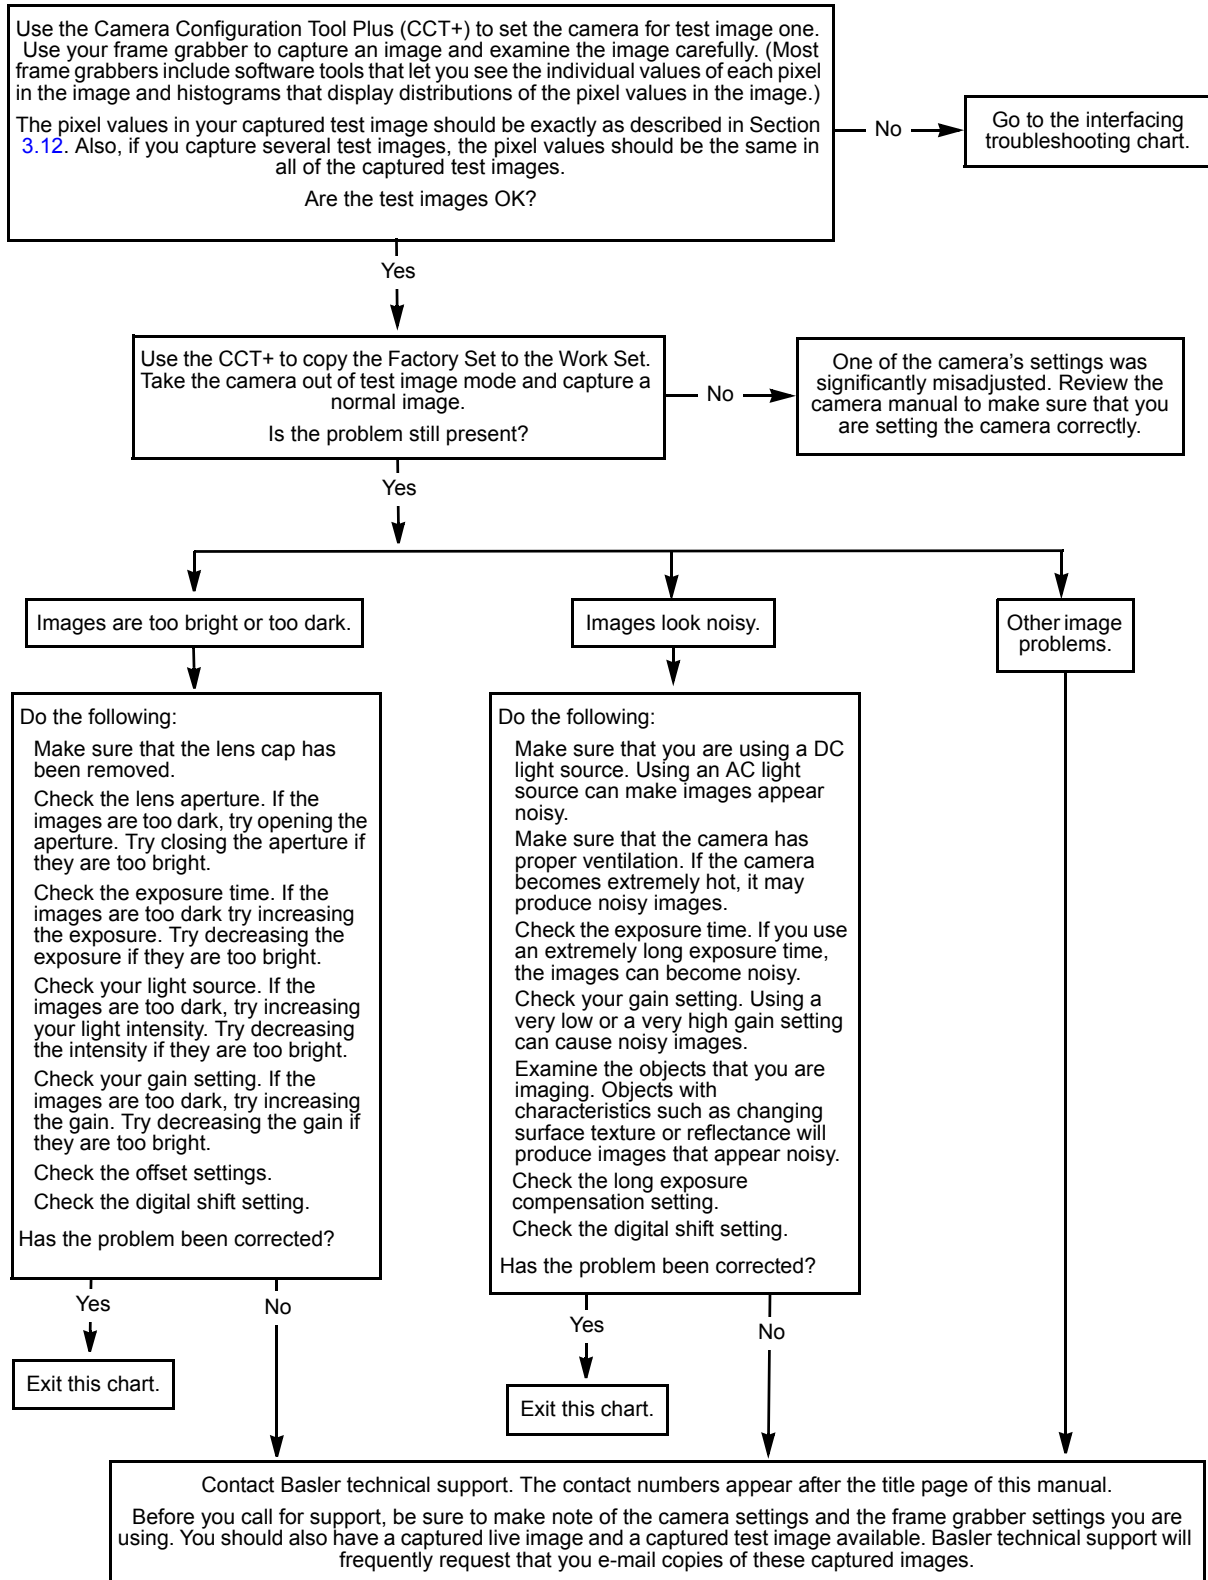 Use the Camera Configuration Tool Plus (CCT+) to set the camera for test image one.
Use your frame grabber to capture an image and examine the image carefully. (Most
frame grabbers include software tools that let you see the individual values of each pixel
in the image and histograms that display distributions of the pixel values in the image.)
The pixel values in your captured test image should be exactly as described in Section
3.12. Also, if you capture several test images, the pixel values should be the same in
all of the captured test images.
Are the test images OK?
No
Go to the interfacing
troubleshooting chart.
Yes
Use the CCT+ to copy the Factory Set to the Work Set.
Take the camera out of test image mode and capture a
normal image.
Is the problem still present?
No
One of the camera's settings was
significantly misadjusted. Review the
camera manual to make sure that you
are setting the camera correctly.
Yes
Images are too bright or too dark.
Images look noisy.
Other image
problems.
Do the following:
Make sure that the lens cap has
been removed.
Check the lens aperture. If the
images are too dark, try opening the
aperture. Try closing the aperture if
they are too bright.
Check the exposure time. If the
images are too dark try increasing
the exposure. Try decreasing the
exposure if they are too bright.
Check your light source. If the
images are too dark, try increasing
your light intensity. Try decreasing
the intensity if they are too bright.
Check your gain setting. If the
images are too dark, try increasing
the gain. Try decreasing the gain if
they are too bright.
Check the offset settings.
Check the digital shift setting.
Has the problem been corrected?
Yes
No
Exit this chart.
Do the following:
Make sure that you are using a DC
light source. Using an AC light
source can make images appear
noisy.
Make sure that the camera has
proper ventilation. If the camera
becomes extremely hot, it may
produce noisy images.
Check the exposure time. If you use
an extremely long exposure time,
the images can become noisy.
Check your gain setting. Using a
very low or a very high gain setting
can cause noisy images.
Examine the objects that you are
imaging. Objects with
characteristics such as changing
surface texture or reflectance will
produce images that appear noisy.
Check the long exposure
compensation setting.
Check the digital shift setting.
Has the problem been corrected?
Yes
No
Exit this chart.
Contact Basler technical support. The contact numbers appear after the title page of this manual.
Before you call for support, be sure to make note of the camera settings and the frame grabber settings you are
using. You should also have a captured live image and a captured test image available. Basler technical support will
frequently request that you e-mail copies of these captured images.